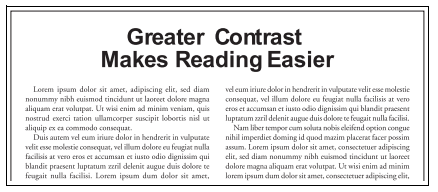 Greater Contrast
Makes Reading Easier
Lorem ipsum dolor sit amet, adipiscing elit, sed diam
nonummy nibh euismod tincidunt ut laoreet dolore magna
aliquam erat volutpat. Ut wisi enim ad minim veniam, quis
nostrud exerci tation ullamcorper suscipit lobortis nisl ut
aliquip ex ea commodo consequat.
Duis autem vel eum iriure dolor in hendrerit in vulputate
velit esse molestie consequat, vel illum dolore eu feugiat nulla
facilisis at vero eros et accumsan et iusto odio dignissim qui
blandit praesent luptatum zzril delenit augue duis dolore te
feugait nulla facilisi. Lorem ipsum dolor sit amet,
vel eum iriure dolor in hendrerit in vulputate velit esse molestie
consequat, vel illum dolore eu feugiat nulla facilisis at vero
eros et accumsan et iusto odio dignissim qui blandit praesent
luptatum zzril delenit augue duis dolore te feugait nulla facilisi.
Nam liber tempor cum soluta nobis eleifend option congue
nihil imperdiet doming id quod mazim placerat facer possim
assum. Lorem ipsum dolor sit amet, consectetuer adipiscing
elit, sed diam nonummy nibh euismod tincidunt ut laoreet
dolore magna aliquam erat volutpat. Ut wisi enim ad minim
lorem ipsum dolor sit amet, consectetuer adipiscing elit, sed